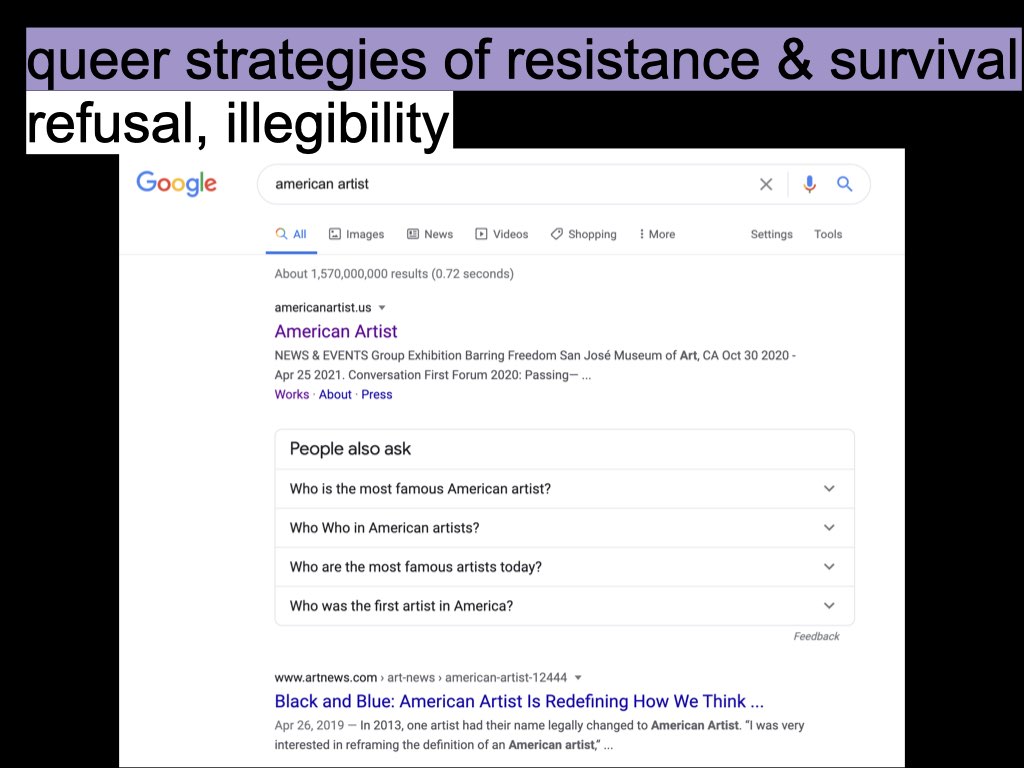 queer strategies of resistance & survival
refusal, illegibility
Google american artist
All Images News Videos Shopping More Settings Tools
About 1,570,000,000 results (0.72 seconds)
americanartist.us
American Artist
NEWS & EVENTS Group Exhibition Barring Freedom San José Museum of Art, CA Oct 30 2020 -
Apr 25 2021. Conversation First Forum 2020: Passing— ...
Works · About · Press
People also ask
Who is the most famous American artist?
Who Who in American artists?
Who are the most famous artists today?
Who was the first artist in America?
Feedback
www.artnews.com › art-news › american-artist-12444
Black and Blue: American Artist Is Redefining How We Think ...
Apr 26, 2019 — In 2013, one artist had their name legally changed to American Artist. “I was very
interested in reframing the definition of an American artist,” ...